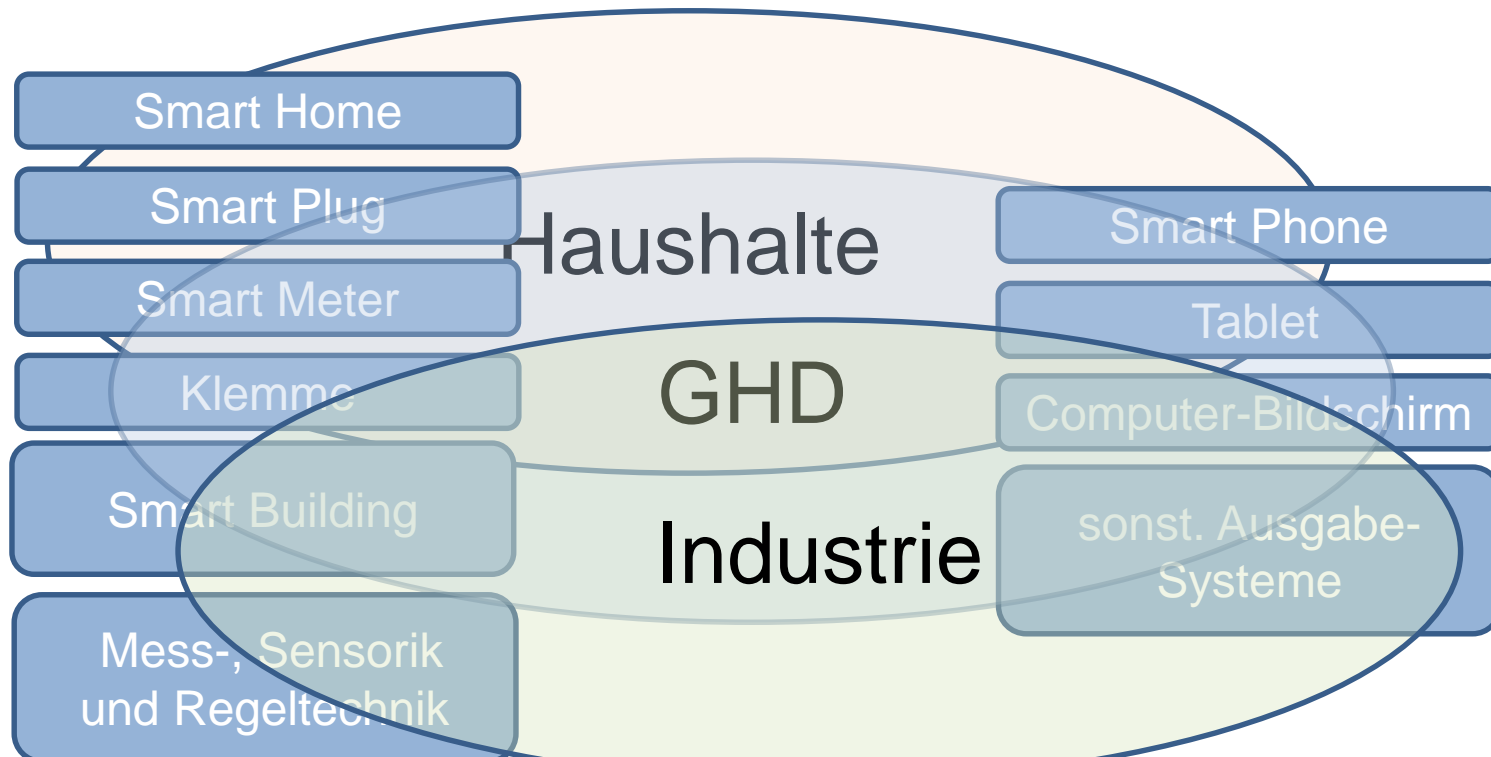 Smart Home
Smart Plug
Smart Meter
Klemme
Smart Building
Mess-, Sensorik
und Regeltechnik
Haushalte
GHD
Industrie
Smart Phone
Tablet
Computer-Bildschirm
sonst. Ausgabe-
Systeme